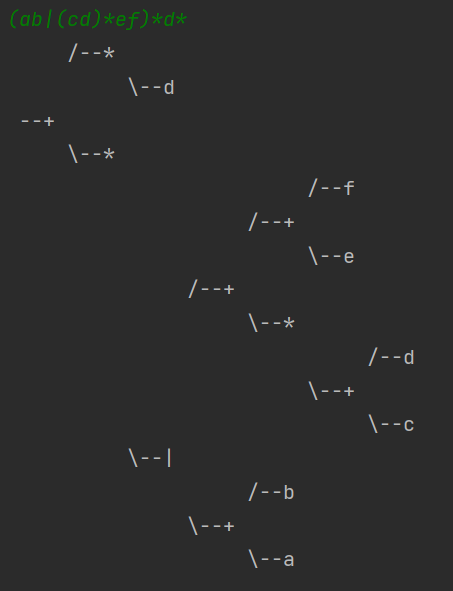 (ab|(cd)*ef)*d*
     /--*
          \--d
 --+
     \--*
                         /--f
                    /--+
                         \--e
               /--+
                    \--*
                              /--d
                         \--+
                              \--c
          \--|
                    /--b
               \--+
                    \--a